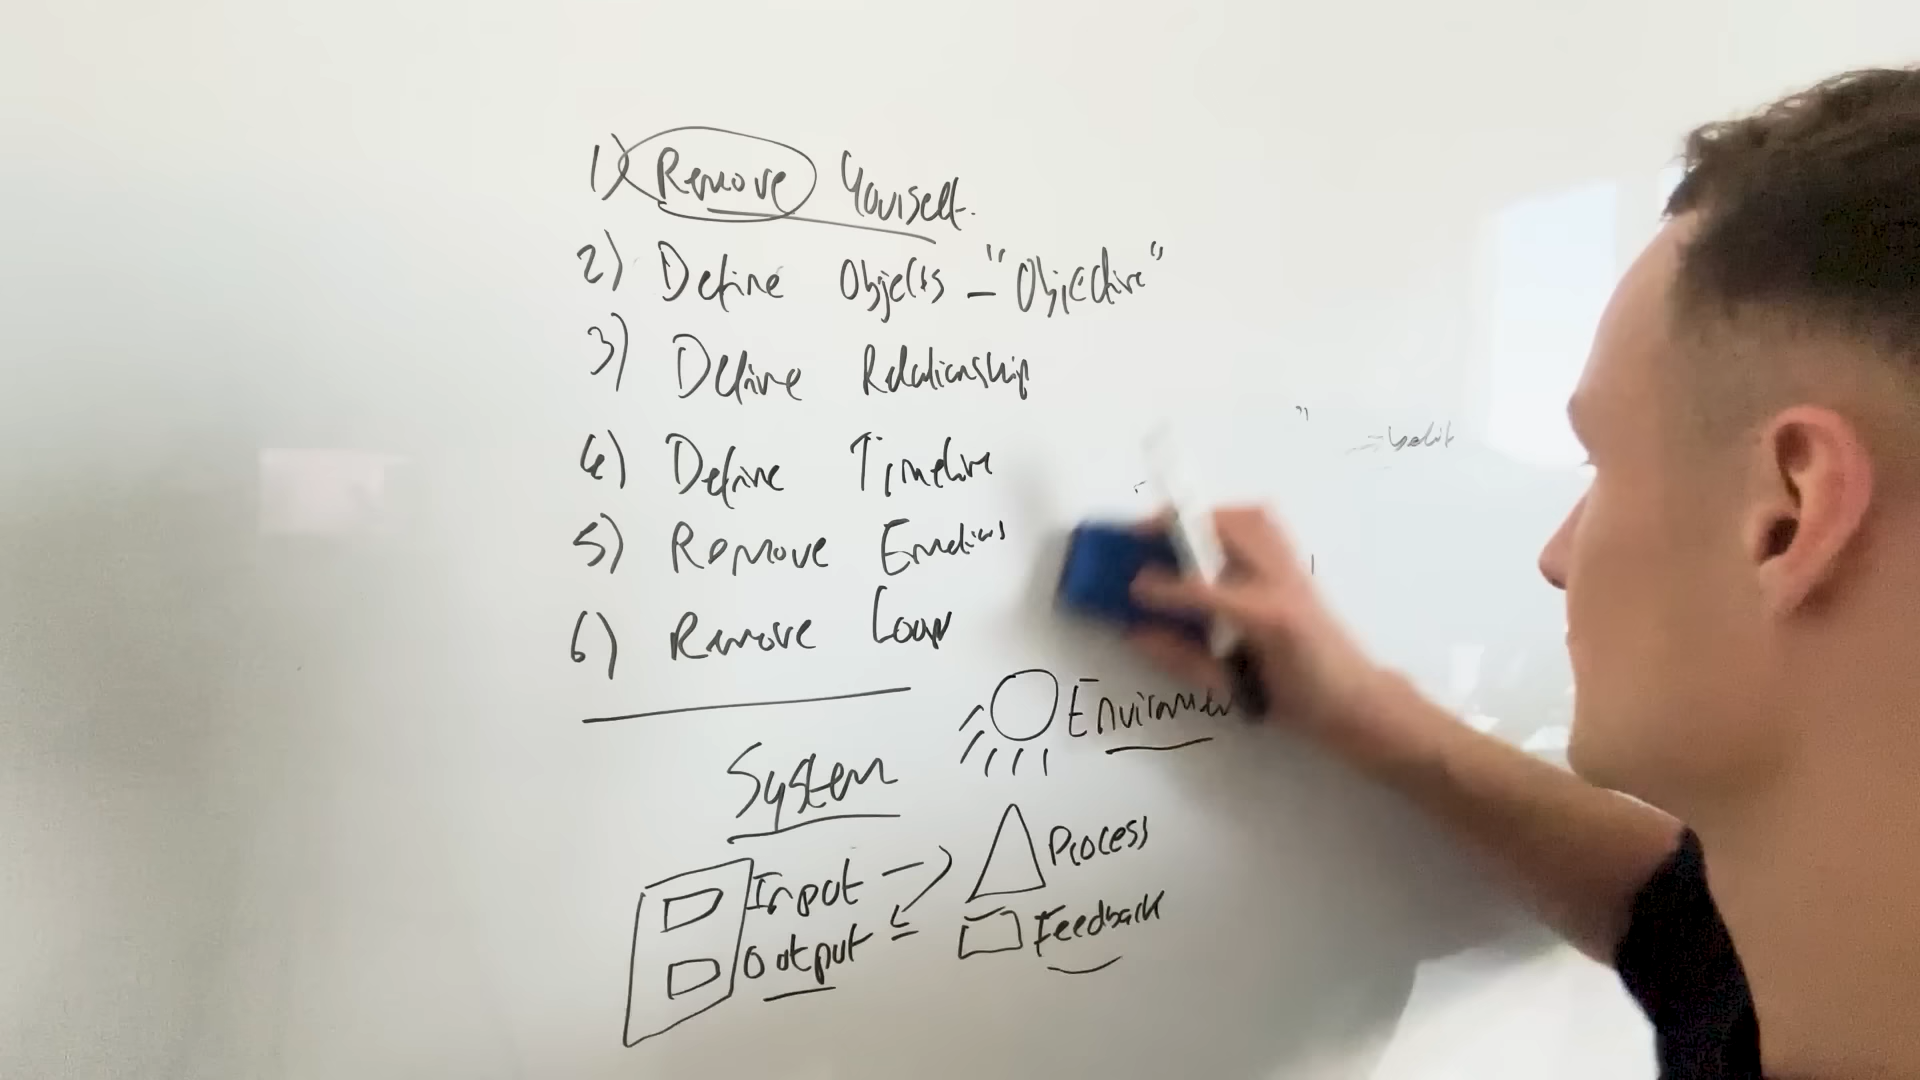 1) Remove Yourself.
2) Define Objects - "Objective"
3) Define Relationship
4) Define Timeline
5) Remove Emotions
6) Remove Loop
Environmen
System
Process
Input
Feedback
Output